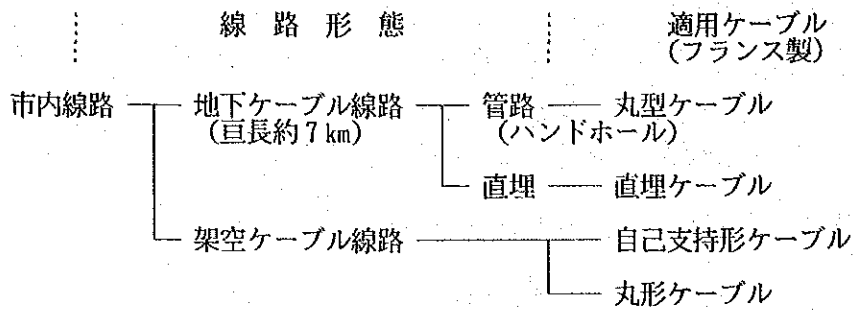 線路形態 適用ケーブル
(フランス製)
市内線路 地下ケーブル線路 管路 丸型ケーブル
(亘長約7km) (ハンドホール)
直埋 直埋ケーブル
架空ケーブル線路 自己支持形ケーブル
丸形ケーブル